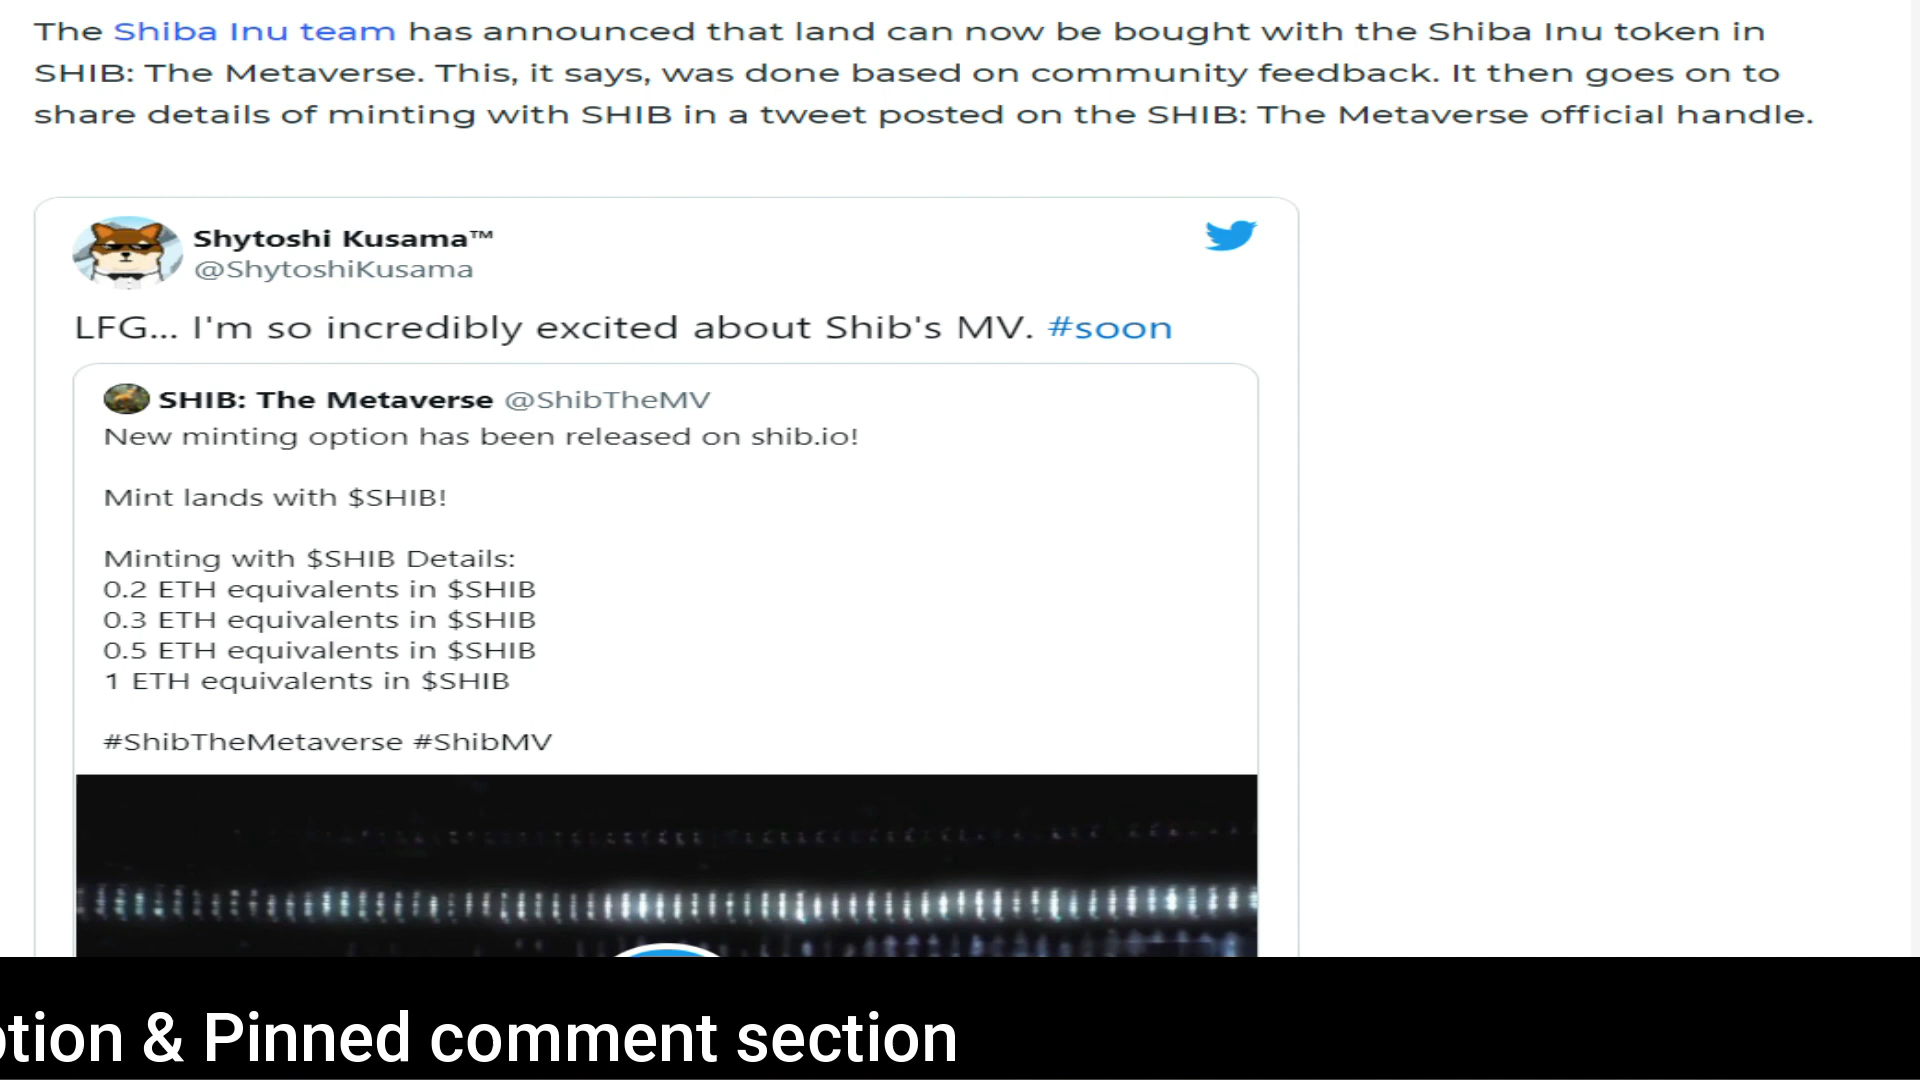 The Shiba Inu team has announced that land can now be bought with the Shiba Inu token in
SHIB: The Metaverse. This, it says, was done based on community feedback. It then goes on to
share details of minting with SHIB in a tweet posted on the SHIB: The Metaverse official handle.
Shytoshi Kusama™
@ShytoshiKusama
LFG... I'm so incredibly excited about Shib's MV. #soon
SHIB: The Metaverse @ShibTheMV
New minting option has been released on shib.io!
Mint lands with $SHIB!
Minting with $SHIB Details:
0.2 ETH equivalents in $SHIB
0.3 ETH equivalents in $SHIB
0.5 ETH equivalents in $SHIB
1 ETH equivalents in $SHIB
#ShibTheMetaverse #ShibMV
& Pinned comment section